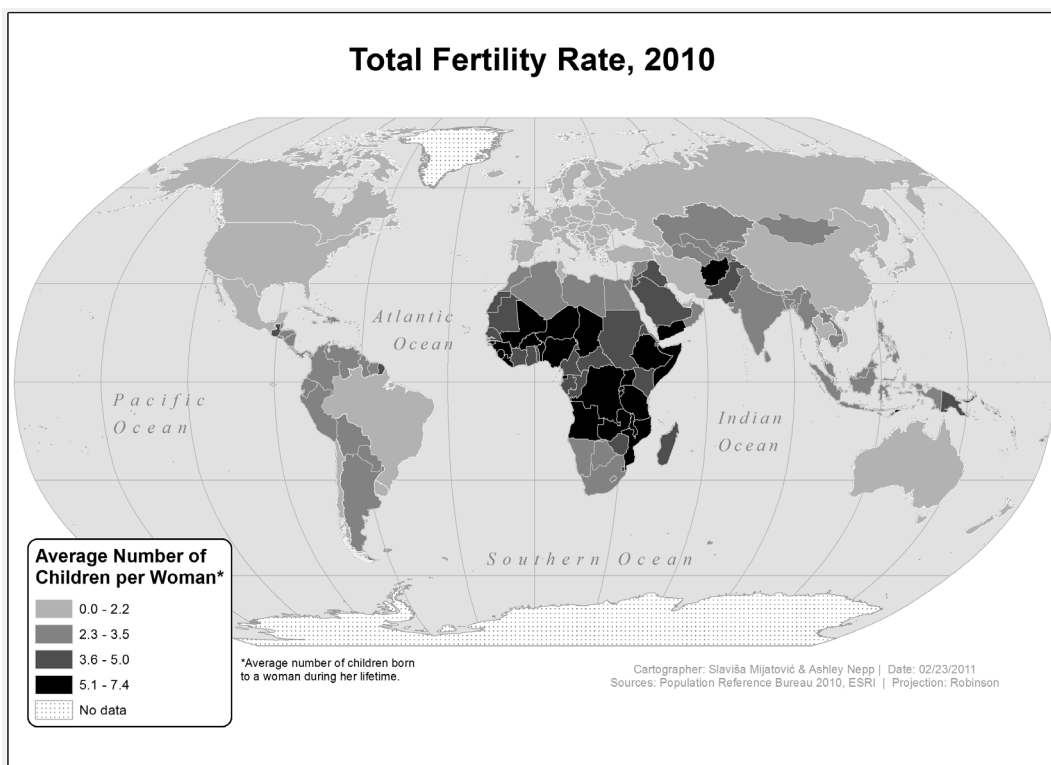 Total Fertility Rate, 2010
Atlantic
Ocean
Pacific
Ocean
Indian
Ocean
Southern Ocean
Average Number of
Children per Woman*
0.0 - 2.2
2.3 - 3.5
3.6 - 5.0
5.1 - 7.4
No data
*Average number of children born
to a woman during her lifetime.
Cartographer: Slaviša Mijatović & Ashley Nepp | Date: 02/23/2011
Sources: Population Reference Bureau 2010, ESRI | Projection: Robinson